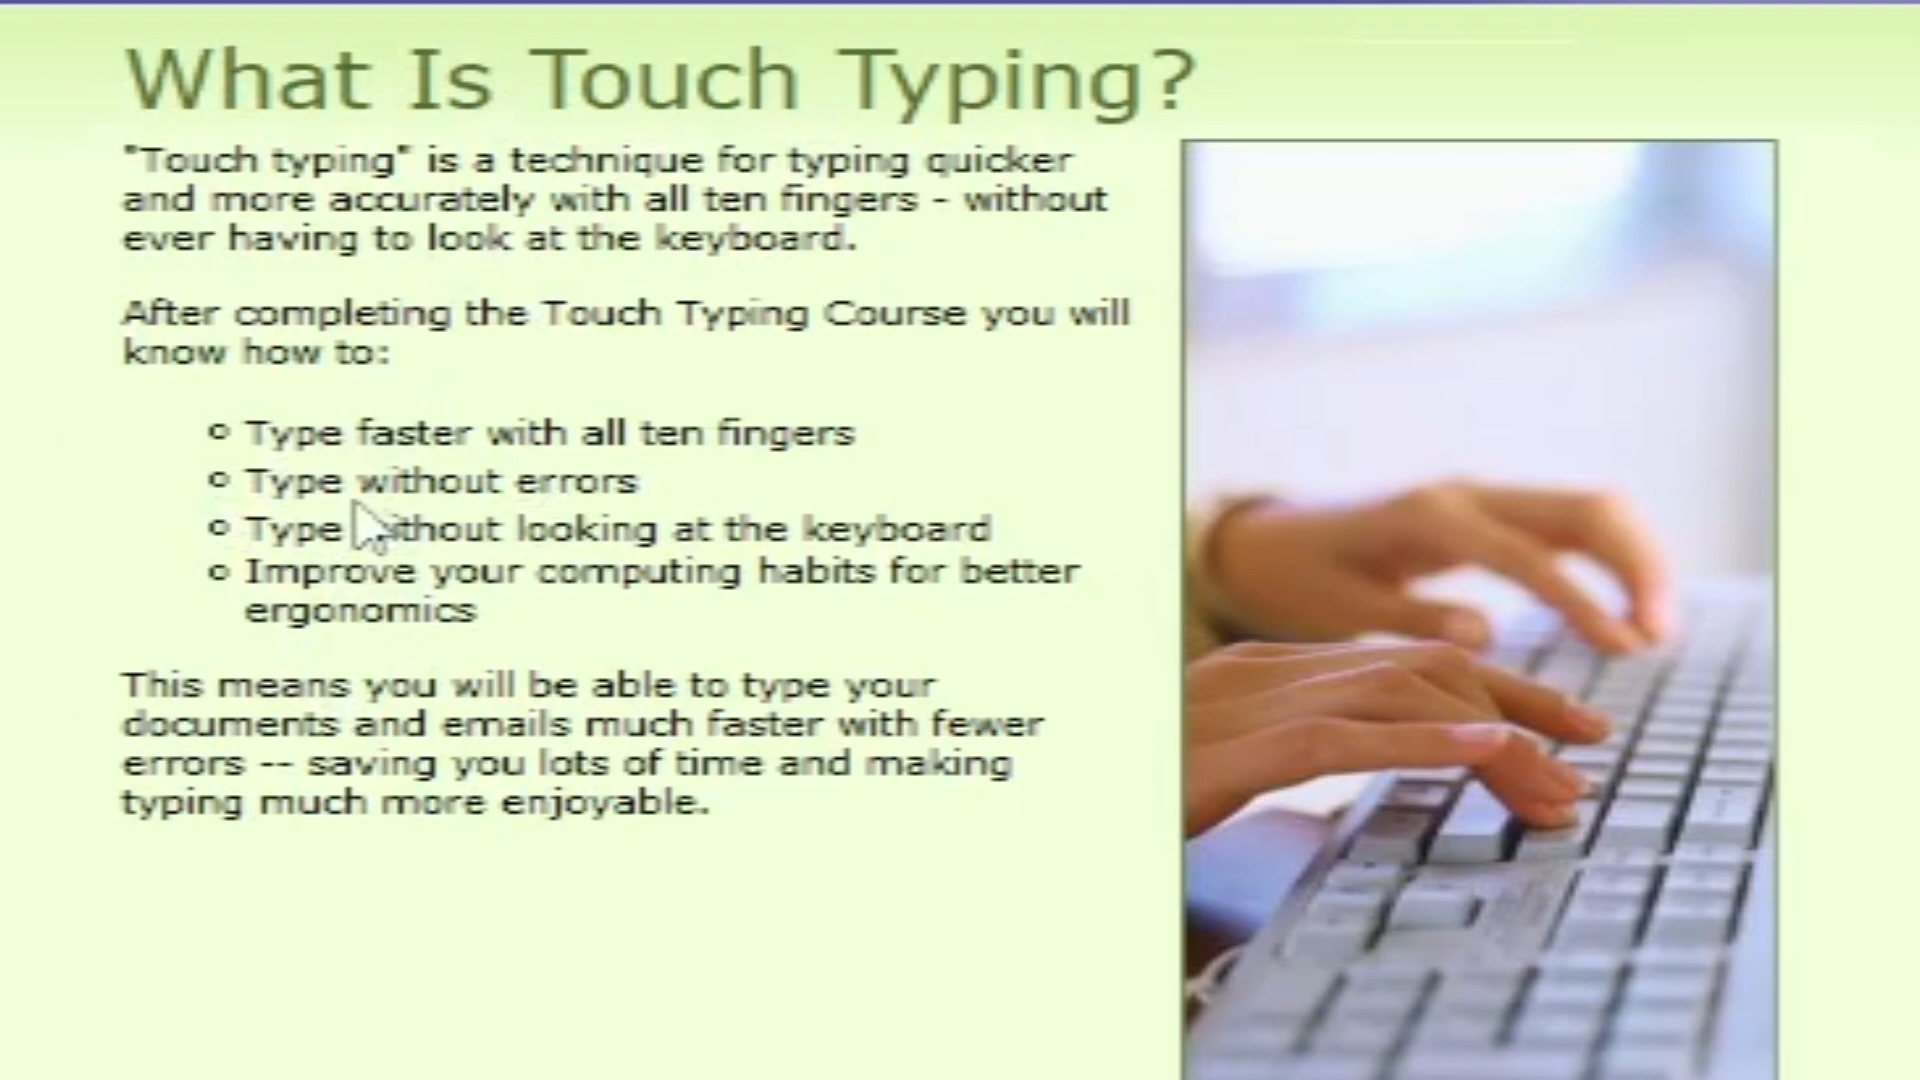 What Is Touch Typing?
"Touch typing" is a technique for typing quicker
and more accurately with all ten fingers - without
ever having to look at the keyboard.
After completing the Touch Typing Course you will
know how to:
Type faster with all ten fingers
Type without errors
Type without looking at the keyboard
Improve your computing habits for better
ergonomics
This means you will be able to type your
documents and emails much faster with fewer
errors -- saving you lots of time and making
typing much more enjoyable.